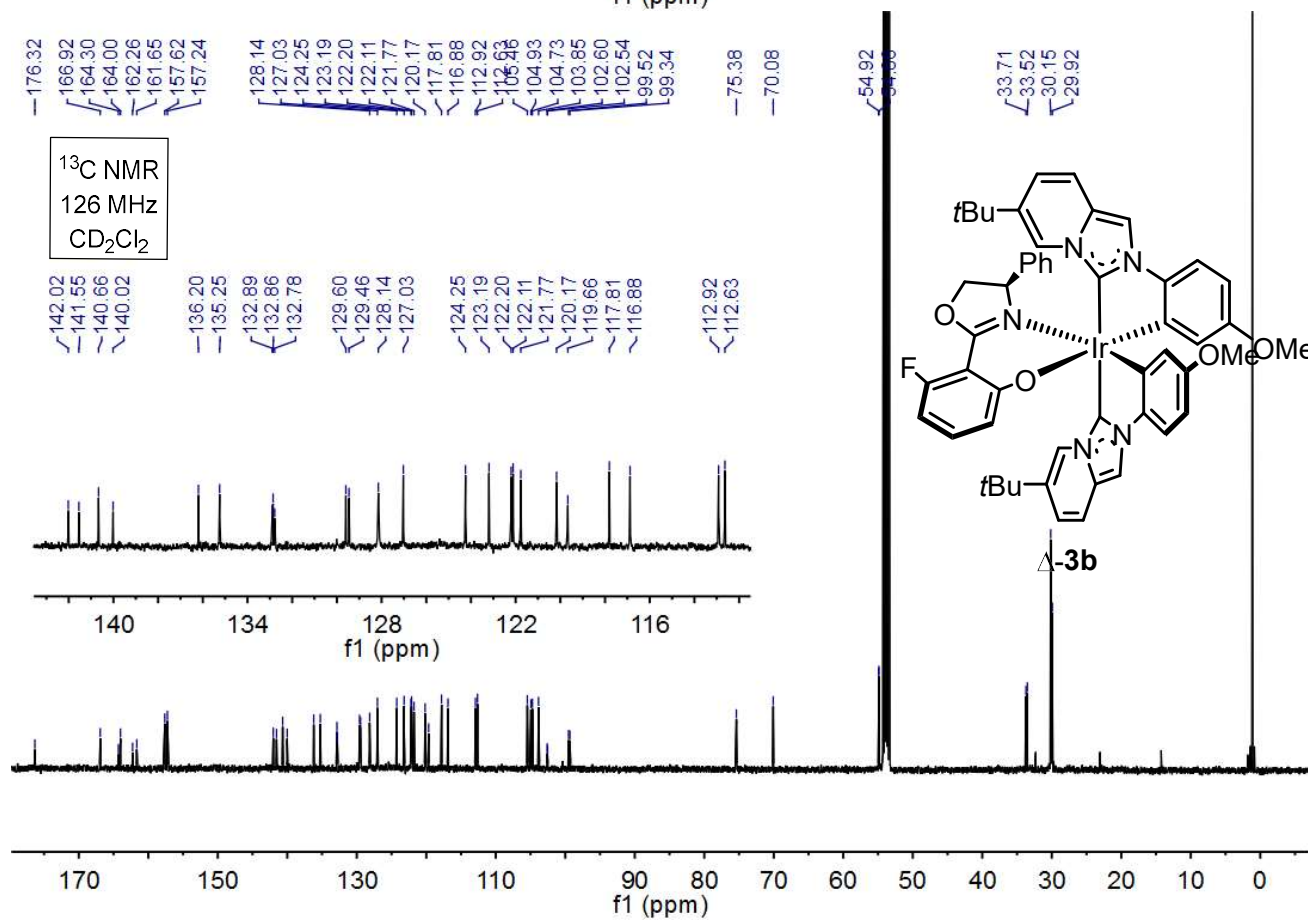 f1 (ppm)
176.32
166.92
164.30
164.00
162.26
161.65
157.62
157.24
128.14
127.03
124.25
123.19
122.20
122.11
121.77
120.17
117.81
116.88
112.92
112.63
105.46
104.93
104.73
103.85
102.60
102.54
99.52
99.34
75.38
70.08
54.92
33.71
33.52
30.15
29.92
13C NMR
126 MHz
CD2Cl2
142.02
141.55
140.66
140.02
136.20
135.25
132.89
132.86
132.78
129.60
129.46
128.14
127.03
124.25
123.19
122.20
122.11
121.77
120.17
119.66
117.81
116.88
112.92
112.63
tBu
N
N
Ph
O
N
Ir
OMe
OMe
F
O
N
N
tBu
Δ-3b
140 134 128 122 116
f1 (ppm)
170 150 130 110 90 80 70 60 50 40 30 20 10 0
f1 (ppm)